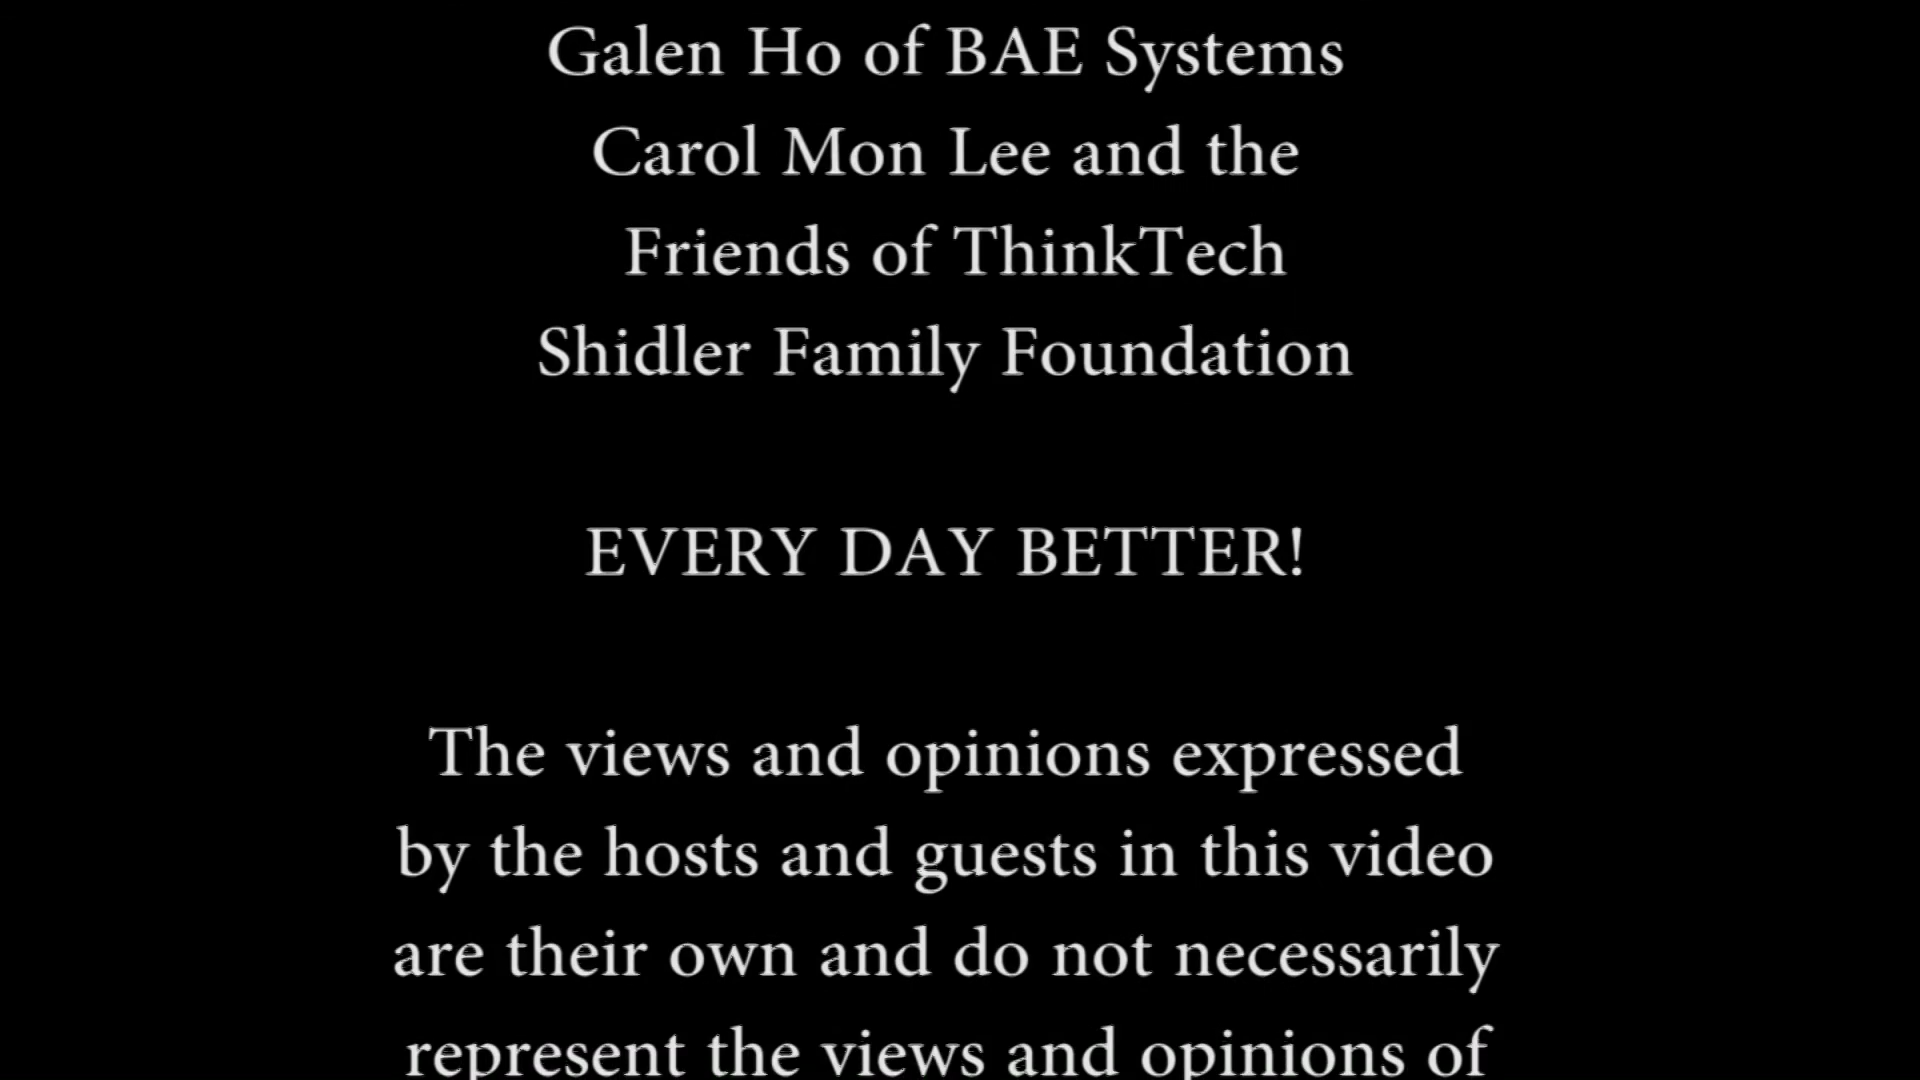 Galen Ho of BAE Systems
Carol Mon Lee and the
Friends of ThinkTech
Shidler Family Foundation
EVERY DAY BETTER!
The views and opinions expressed
by the hosts and guests in this video
are their own and do not necessarily
represent the views and opinions of